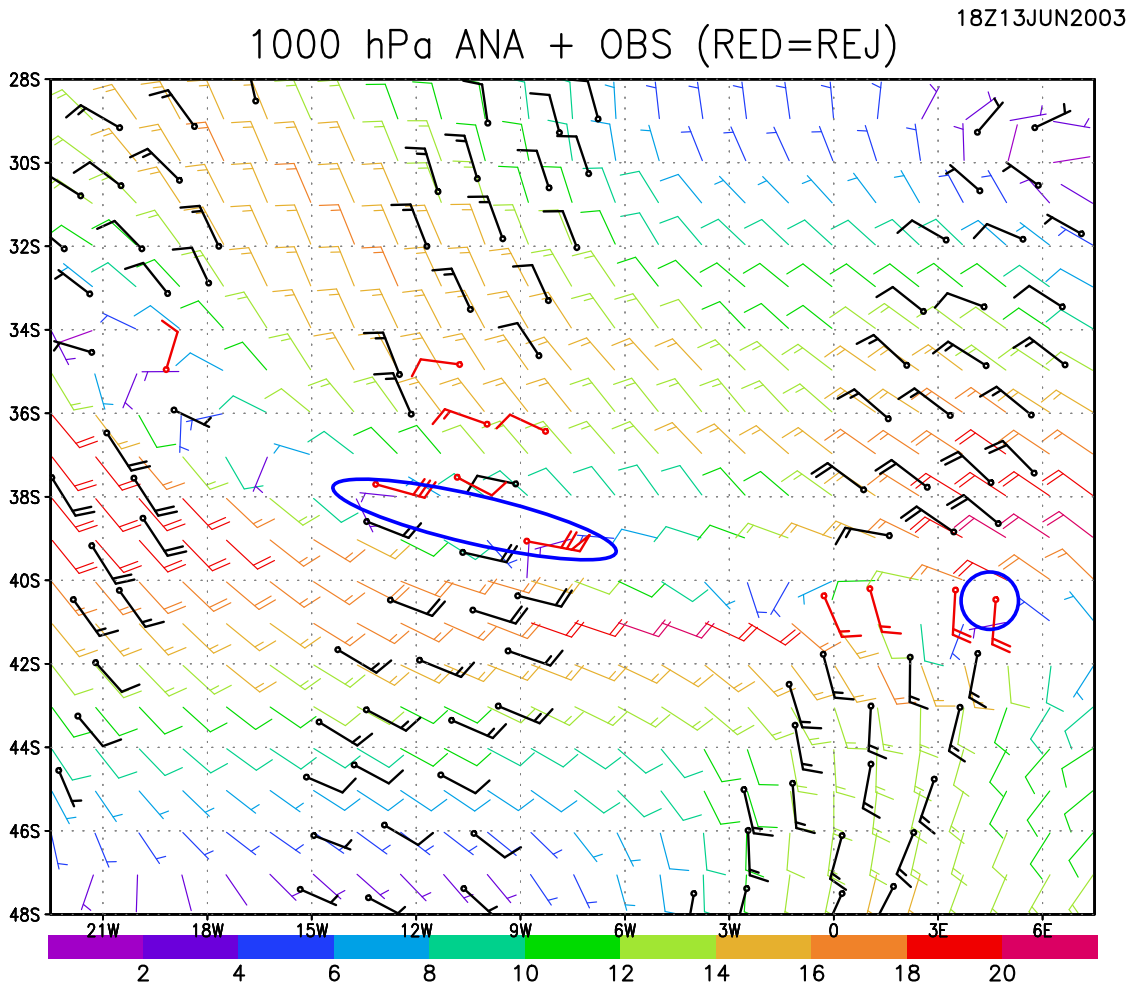 18Z13JUN2003
1000 hPa ANA + OBS (RED=REJ)
28S
30S
32S
34S
36S
38S
40S
42S
44S
46S
48S
21W 18W 15W 12W 9W 6W 3W 0 3E 6E
2 4 6 8 10 12 14 16 18 20